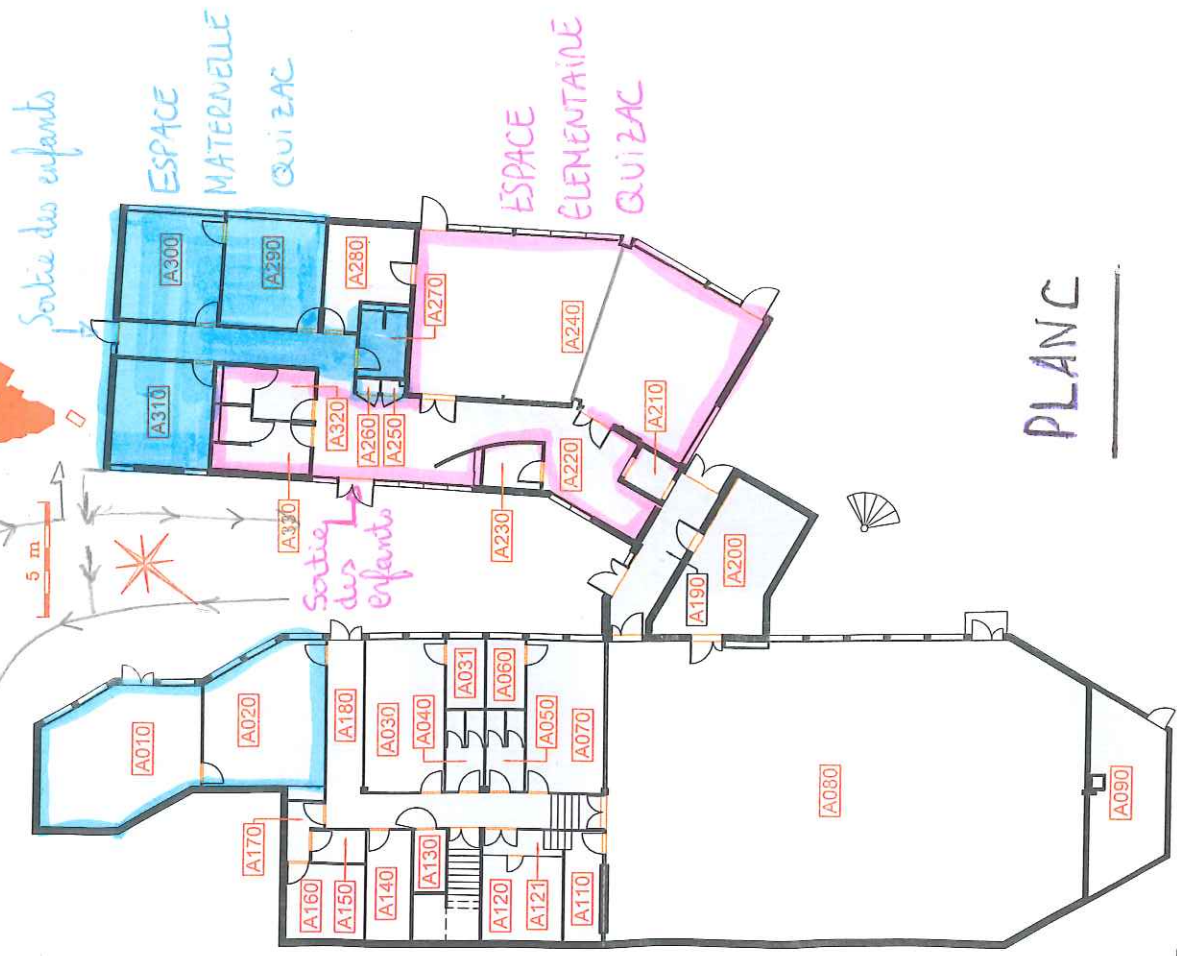 Sortie des enfants
ESPACE
MATERNELLE
QUIZAC
ESPACE
ELEMENTAIRE
QUIZAC
PLAN C
5 m
Sortie
des
enfants
A300
A290
A280
A270
A310
A320
A260
A250
A330
A240
A210
A220
A230
A190
A200
A010
A020
A180
A030
A040
A031
A060
A050
A070
A170
A160
A150
A140
A130
A120
A121
A110
A080
A090